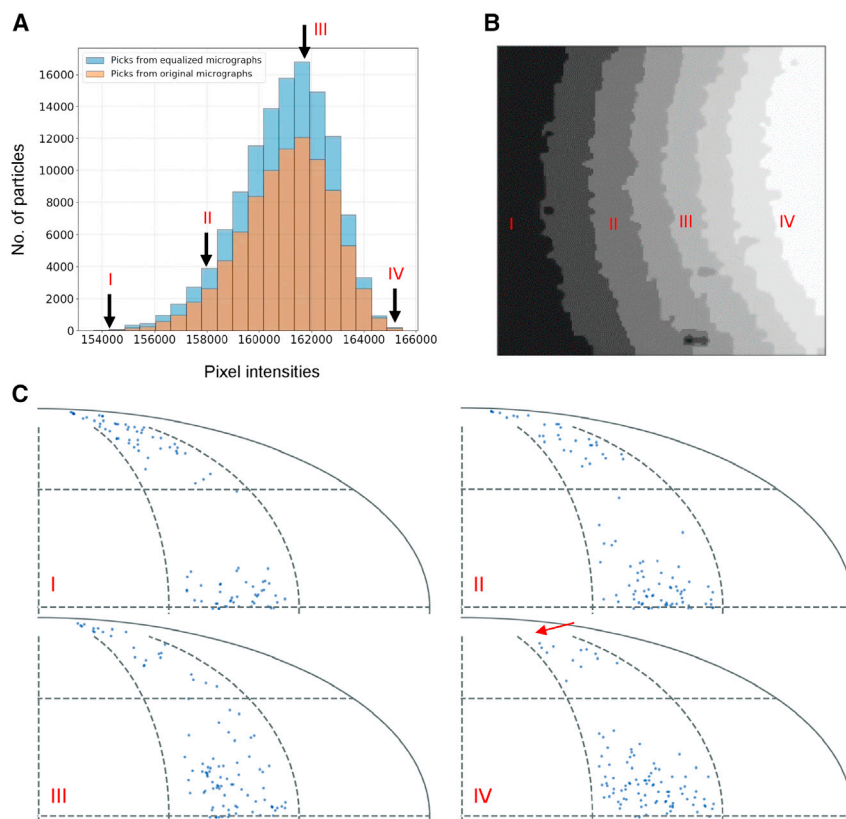 A
III
Picks from equalized micrographs
Picks from original micrographs
16000
14000
12000
10000
8000
6000
4000
2000
0
No. of particles
I
II
IV
154000 156000 158000 160000 162000 164000 166000
Pixel intensities
B
I II III IV
C
I
II
III
IV